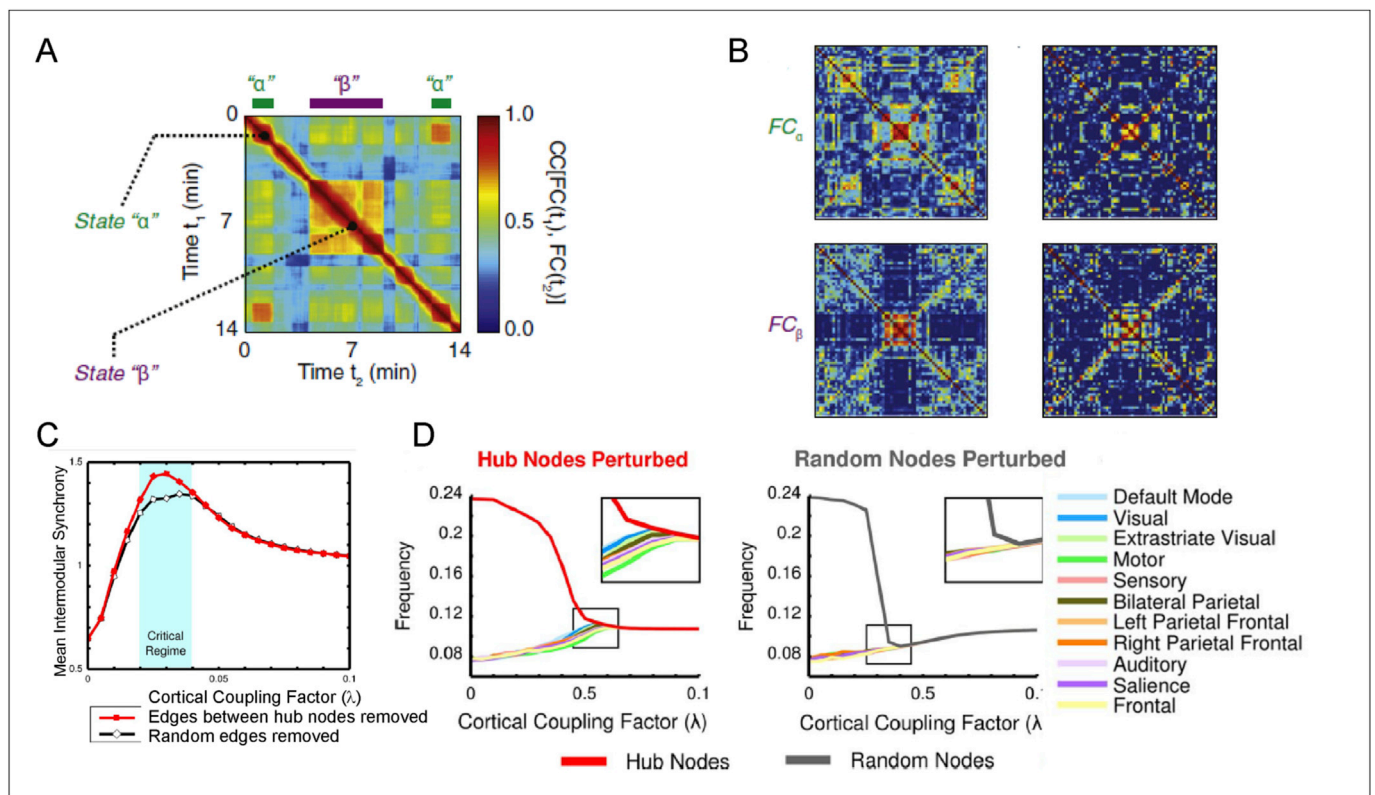 A
B
"α"
"β"
"α"
0
7
14
Time t1 (min)
0
7
14
Time t2 (min)
State "α"
State "β"
1.0
0.5
0.0
CC[FC(t1), FC(t2)]
FCα
FCβ
C
1.5
1
0.5
Mean Intermodular Synchrony
Critical
Regime
0
0.05
0.1
Cortical Coupling Factor (λ)
Edges between hub nodes removed
Random edges removed
D
Hub Nodes Perturbed
0.24
0.2
0.16
0.12
0.08
Frequency
0
0.5
0.1
Cortical Coupling Factor (λ)
Random Nodes Perturbed
0.24
0.2
0.16
0.12
0.08
Frequency
0
0.5
0.1
Cortical Coupling Factor (λ)
Default Mode
Visual
Extrastriate Visual
Motor
Sensory
Bilateral Parietal
Left Parietal Frontal
Right Parietal Frontal
Auditory
Salience
Frontal
Hub Nodes
Random Nodes